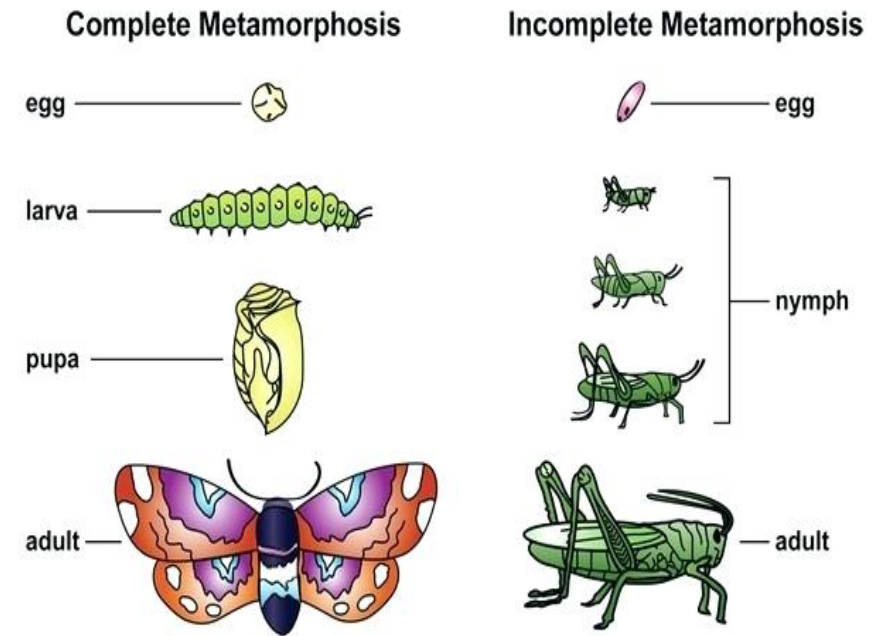 Complete Metamorphosis
egg
larva
pupa
adult
Incomplete Metamorphosis
egg
nymph
adult